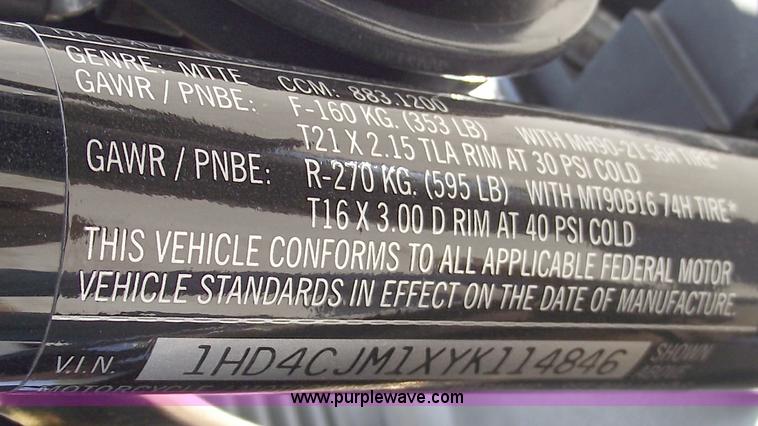 GENRE: MTTE CCM: 883,1200
GAWR / PNBE: F-160 KG. (353 LB) WITH MH90-21 56H TIRE*
T21 X 2.15 TLA RIM AT 30 PSI COLD
GAWR / PNBE: R-270 KG. (595 LB) WITH MT90B16 74H TIRE*
T16 X 3.00 D RIM AT 40 PSI COLD
THIS VEHICLE CONFORMS TO ALL APPLICABLE FEDERAL MOTOR
VEHICLE STANDARDS IN EFFECT ON THE DATE OF MANUFACTURE.
V.I.N. 1HD4CJM1XYK114846 SHOWN
ABOVE
MOTORCYCLE
www.purplewave.com